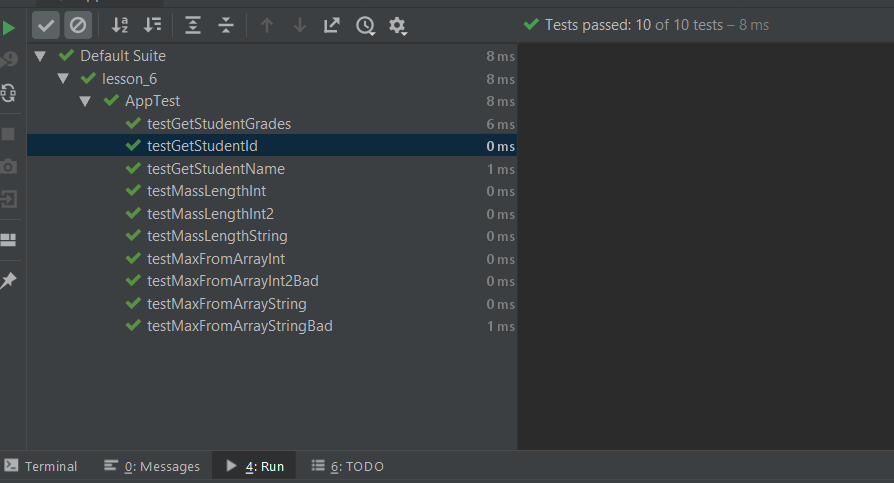 Tests passed: 10 of 10 tests – 8 ms
Default Suite 8 ms
lesson_6 8 ms
AppTest 8 ms
testGetStudentGrades 6 ms
testGetStudentId 0 ms
testGetStudentName 1 ms
testMassLengthInt 0 ms
testMassLengthInt2 0 ms
testMassLengthString 0 ms
testMaxFromArrayInt 0 ms
testMaxFromArrayInt2Bad 0 ms
testMaxFromArrayString 0 ms
testMaxFromArrayStringBad 1 ms
Terminal 0: Messages 4: Run 6: TODO